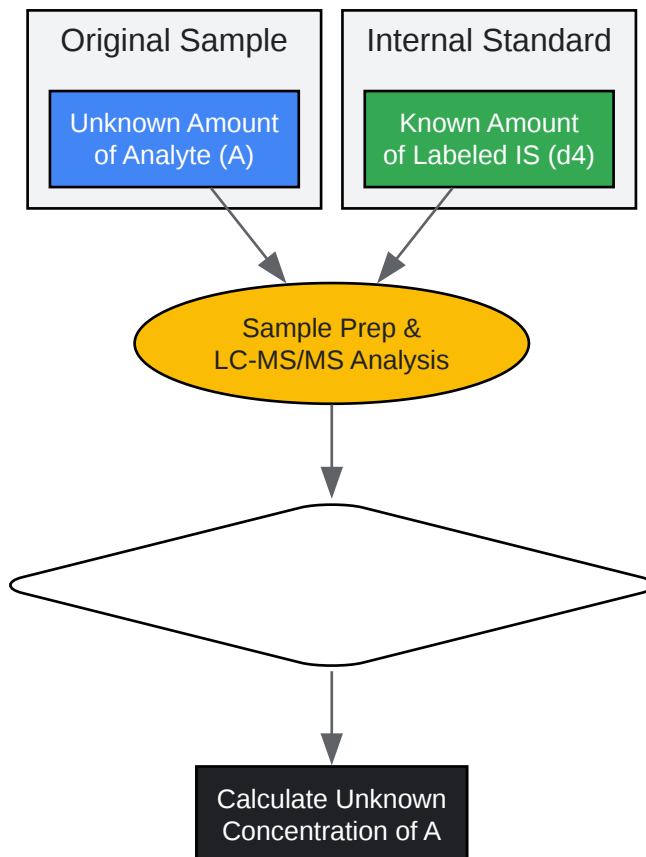 Original Sample
Internal Standard
Unknown Amount
of Analyte (A)
Known Amount
of Labeled IS (d4)
Sample Prep &
LC-MS/MS Analysis
Calculate Unknown
Concentration of A